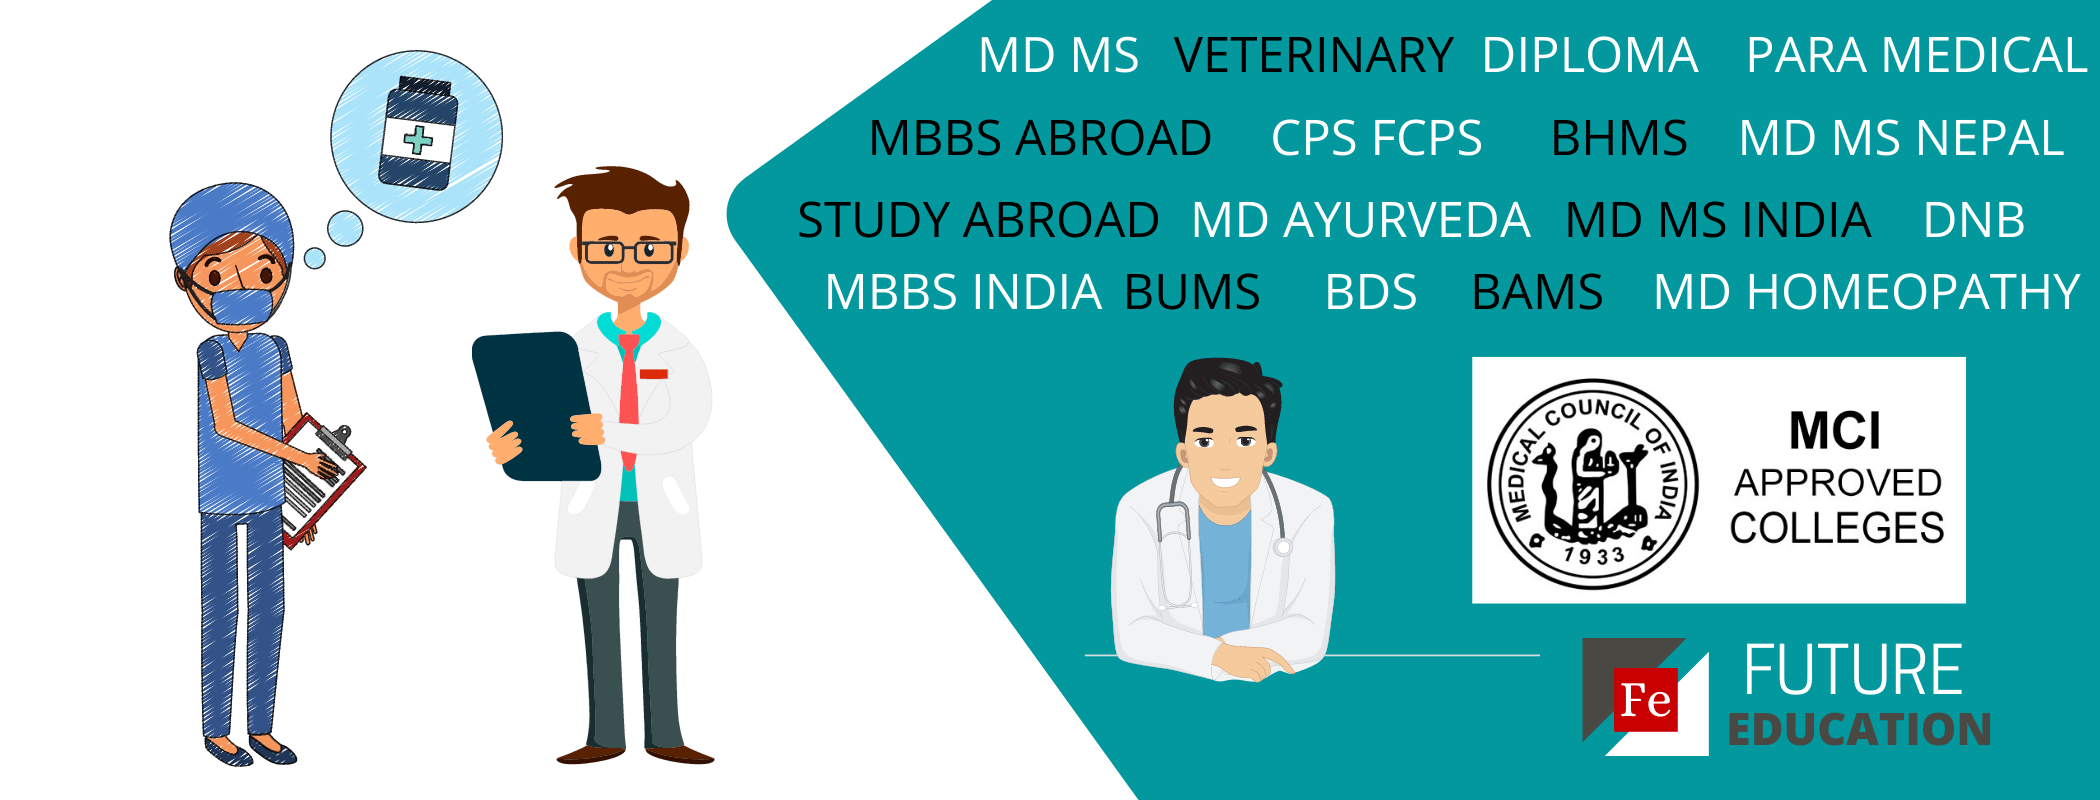 MD MS VETERINARY DIPLOMA PARA MEDICAL
MBBS ABROAD CPS FCPS BHMS MD MS NEPAL
STUDY ABROAD MD AYURVEDA MD MS INDIA DNB
MBBS INDIA BUMS BDS BAMS MD HOMEOPATHY
MEDICAL COUNCIL OF INDIA
1933
MCI
APPROVED
COLLEGES
Fe
FUTURE
EDUCATION